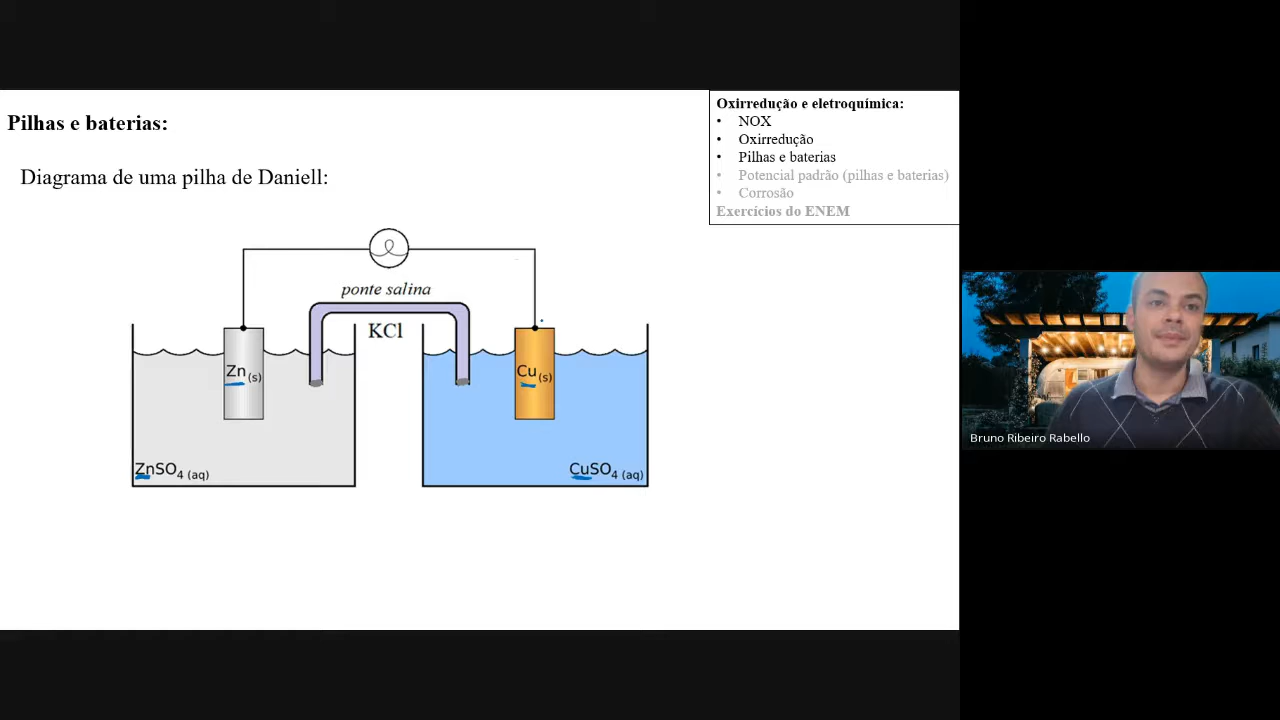 Pilhas e baterias:
Diagrama de uma pilha de Daniell:
Oxirredução e eletroquímica:
• NOX
• Oxirredução
• Pilhas e baterias
• Potencial padrão (pilhas e baterias)
• Corrosão
Exercícios do ENEM
ponte salina
KCl
Zn (s)
Cu (s)
ZnSO4 (aq)
CuSO4 (aq)
Bruno Ribeiro Rabello